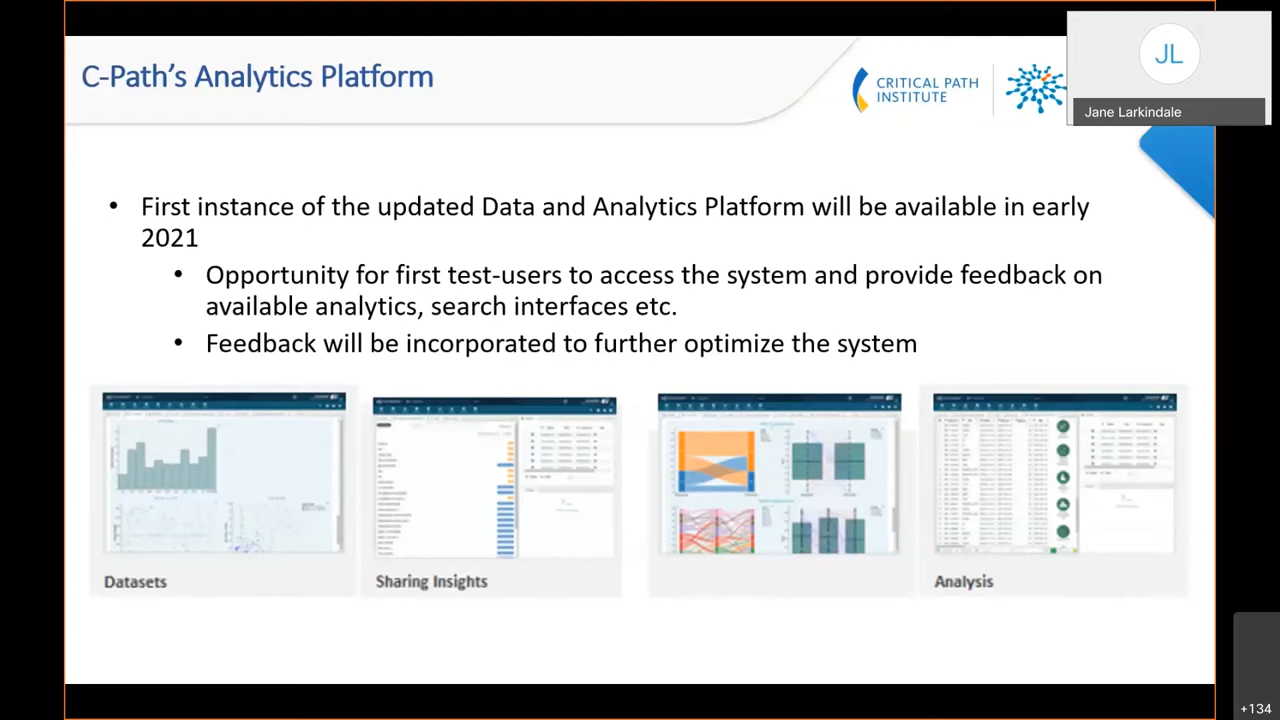 C-Path's Analytics Platform
CRITICAL PATH
INSTITUTE
JL
Jane Larkindale
• First instance of the updated Data and Analytics Platform will be available in early
2021
• Opportunity for first test-users to access the system and provide feedback on
available analytics, search interfaces etc.
• Feedback will be incorporated to further optimize the system
Datasets
Sharing Insights
Analysis
+134